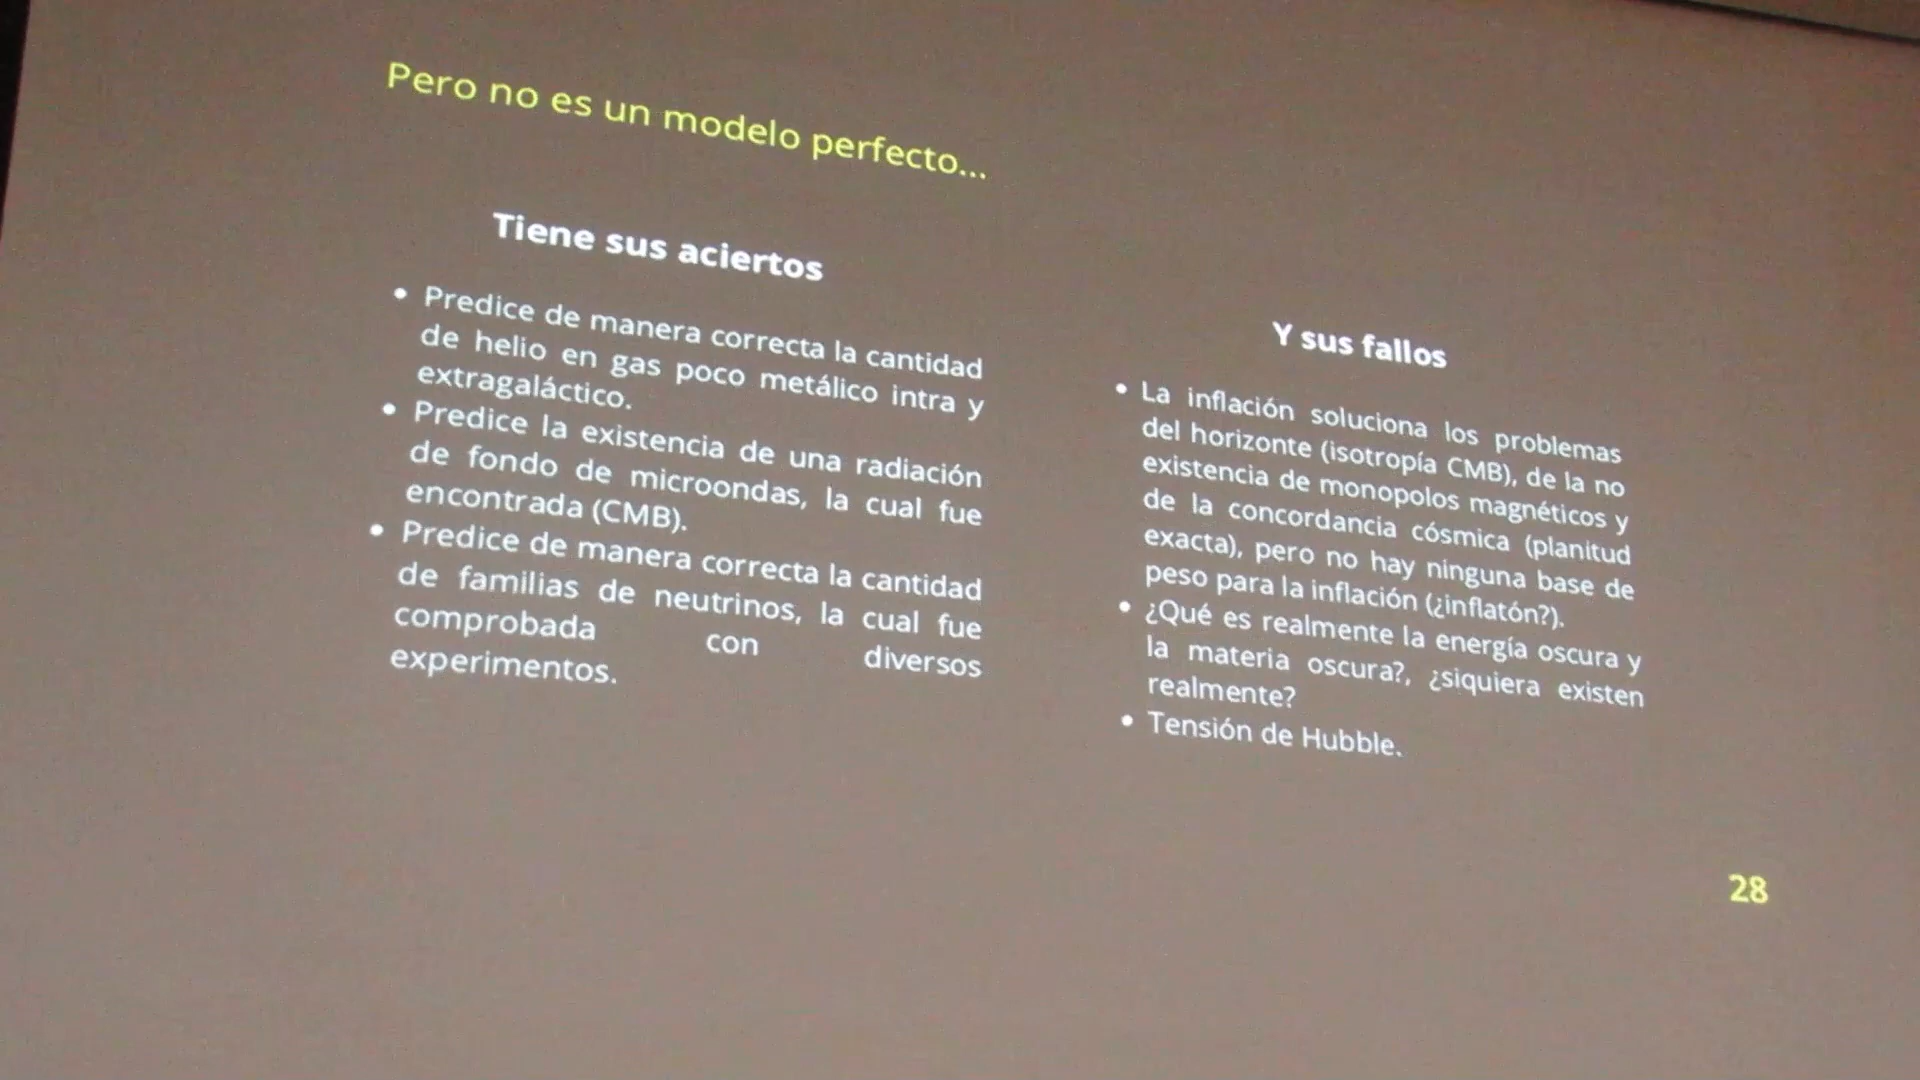 Pero no es un modelo perfecto...
Tiene sus aciertos
• Predice de manera correcta la cantidad
de helio en gas poco metálico intra y
extragaláctico.
• Predice la existencia de una radiación
de fondo de microondas, la cual fue
encontrada (CMB).
• Predice de manera correcta la cantidad
de familias de neutrinos, la cual fue
comprobada con diversos
experimentos.
Y sus fallos
• La inflación soluciona los problemas
del horizonte (isotropía CMB), de la no
existencia de monopolos magnéticos y
de la concordancia cósmica (planitud
exacta), pero no hay ninguna base de
peso para la inflación (¿inflatón?).
• ¿Qué es realmente la energía oscura y
la materia oscura?, ¿siquiera existen
realmente?
• Tensión de Hubble.
28